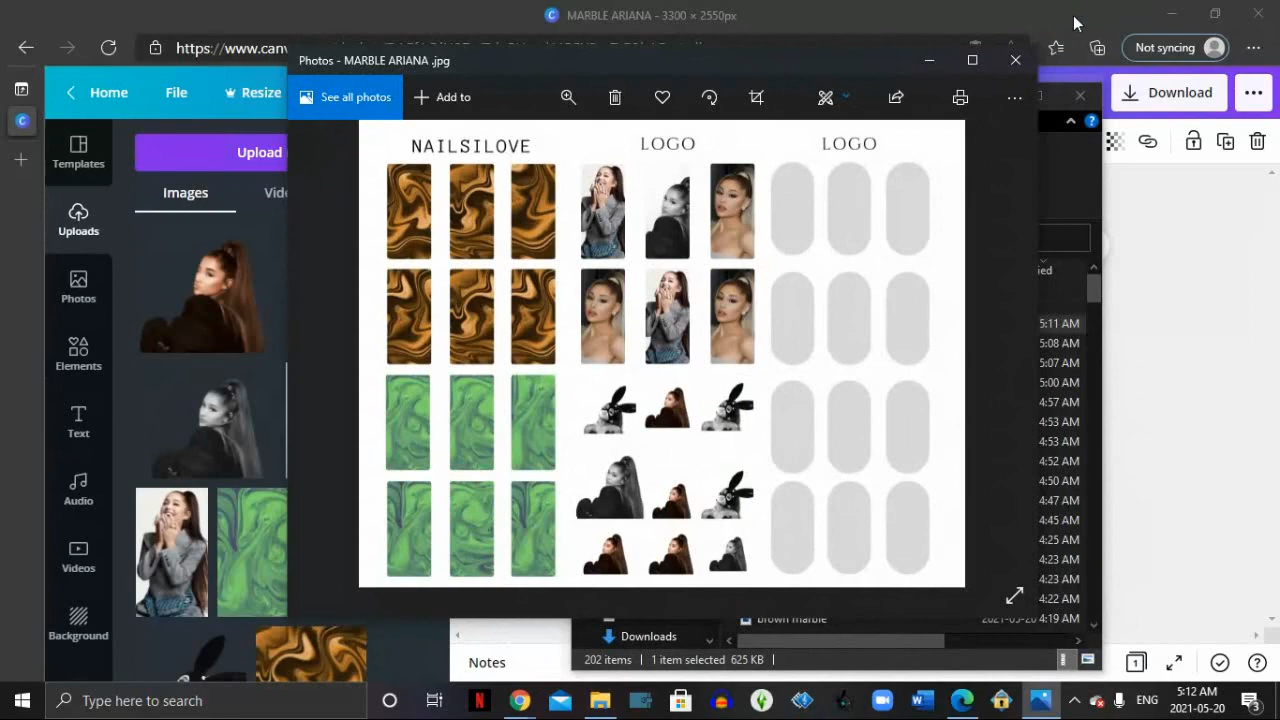 MARBLE ARIANA - 3300 × 2550px
https://www.canv
Not syncing
Photos - MARBLE ARIANA .jpg
Home
File
Resize
See all photos
Add to
Download
NAILSILOVE
LOGO
LOGO
Templates
Upload
Images
Vide
Uploads
Photos
Elements
Text
Audio
Videos
Background
ied
5:11 AM
5:08 AM
5:07 AM
5:00 AM
4:57 AM
4:53 AM
4:53 AM
4:52 AM
4:50 AM
4:47 AM
4:45 AM
4:25 AM
4:23 AM
4:23 AM
4:22 AM
4:19 AM
brown marble
2021-05-20
Downloads
202 items
1 item selected 625 KB
Notes
1
Type here to search
ENG
5:12 AM
2021-05-20
3